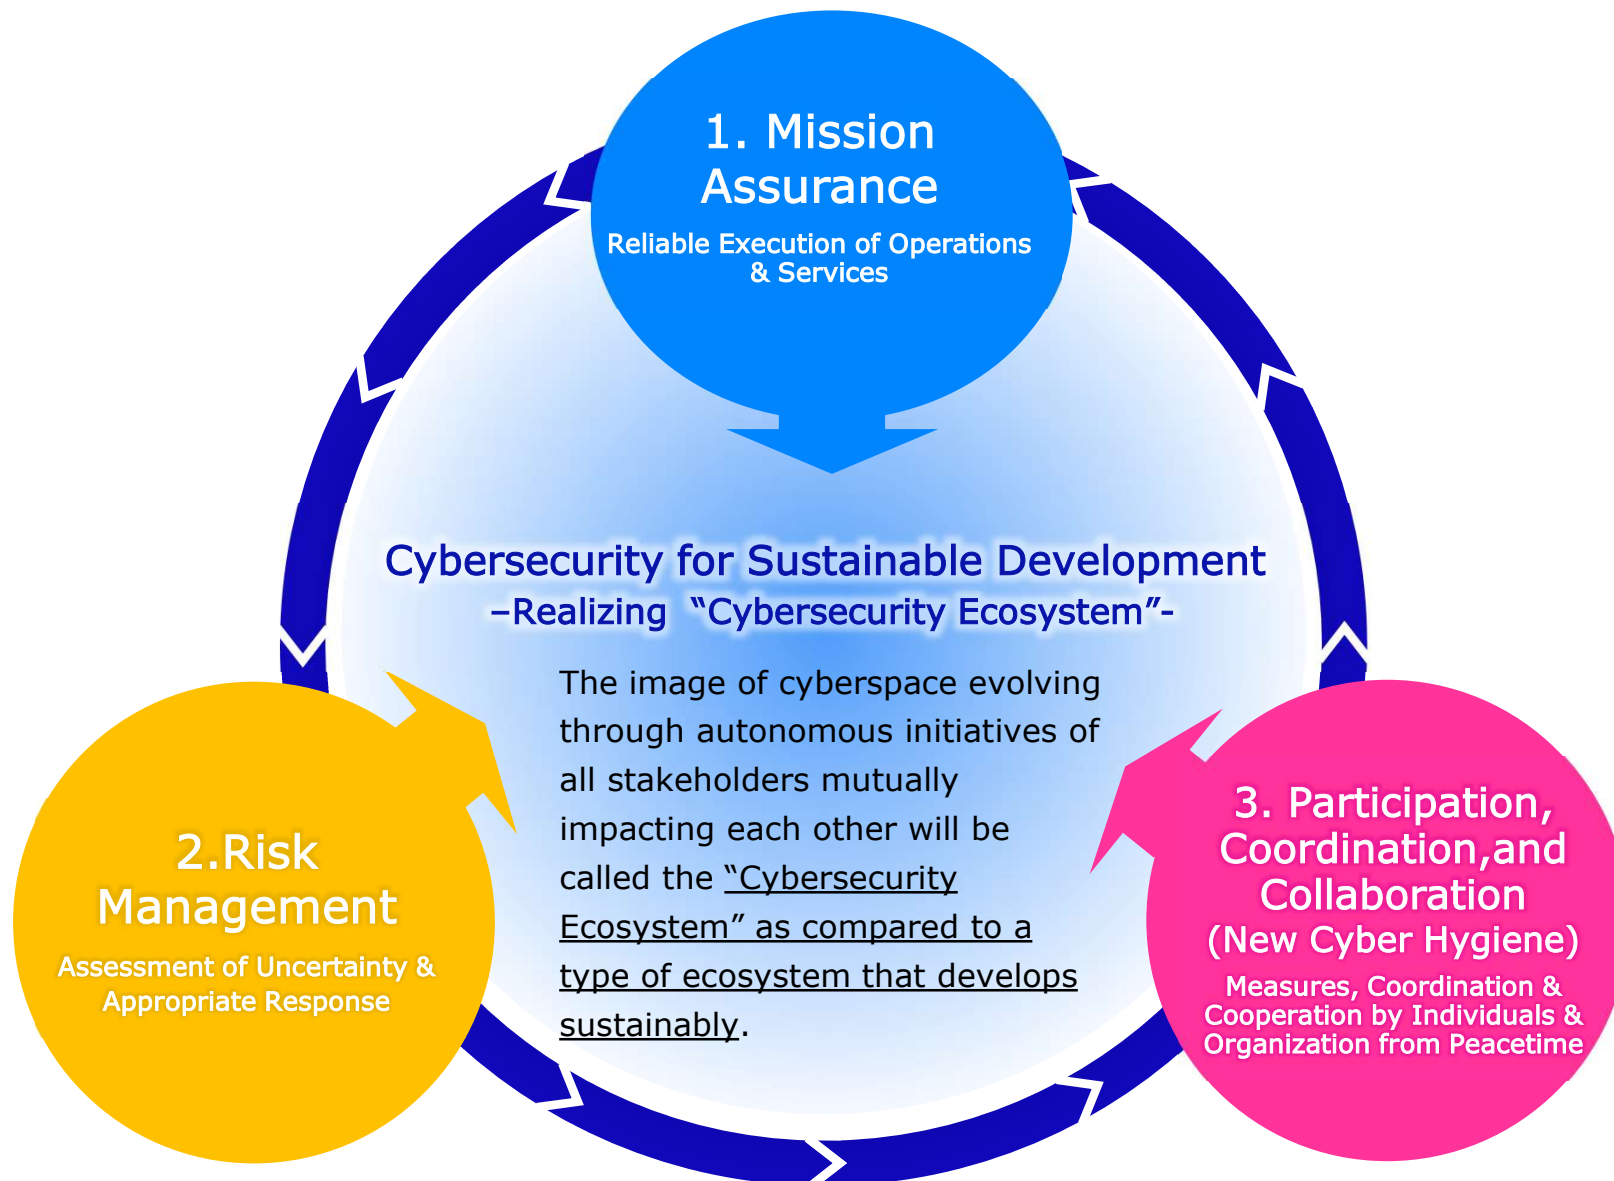 1. Mission
Assurance
Reliable Execution of Operations
& Services
Cybersecurity for Sustainable Development
–Realizing “Cybersecurity Ecosystem”-
The image of cyberspace evolving
through autonomous initiatives of
all stakeholders mutually
impacting each other will be
called the “Cybersecurity
Ecosystem” as compared to a
type of ecosystem that develops
sustainably.
2.Risk
Management
Assessment of Uncertainty &
Appropriate Response
3. Participation,
Coordination,and
Collaboration
(New Cyber Hygiene)
Measures, Coordination &
Cooperation by Individuals &
Organization from Peacetime